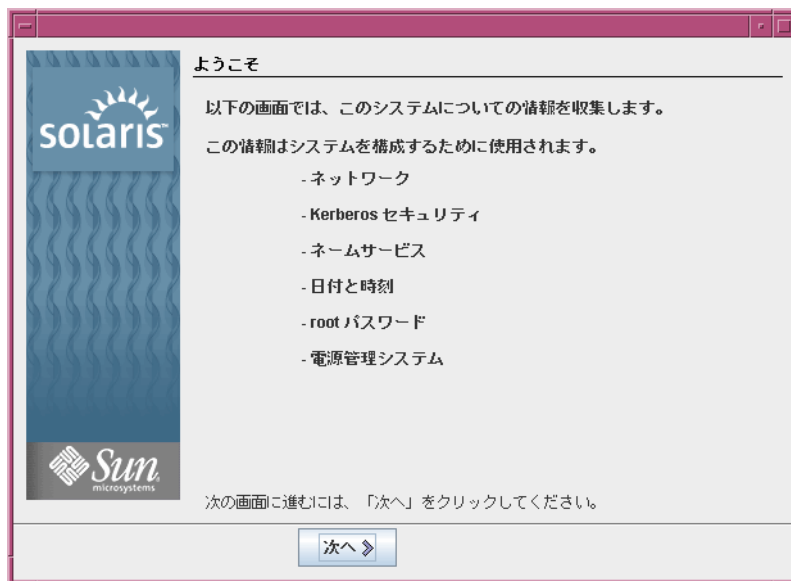 solaris™
ようこそ
以下の画面では、このシステムについての情報を収集します。
この情報はシステムを構成するために使用されます。
- ネットワーク
- Kerberos セキュリティ
- ネームサービス
- 日付と時刻
- root パスワード
- 電源管理システム
Sun
microsystems
次の画面に進むには、「次へ」をクリックしてください。
次へ